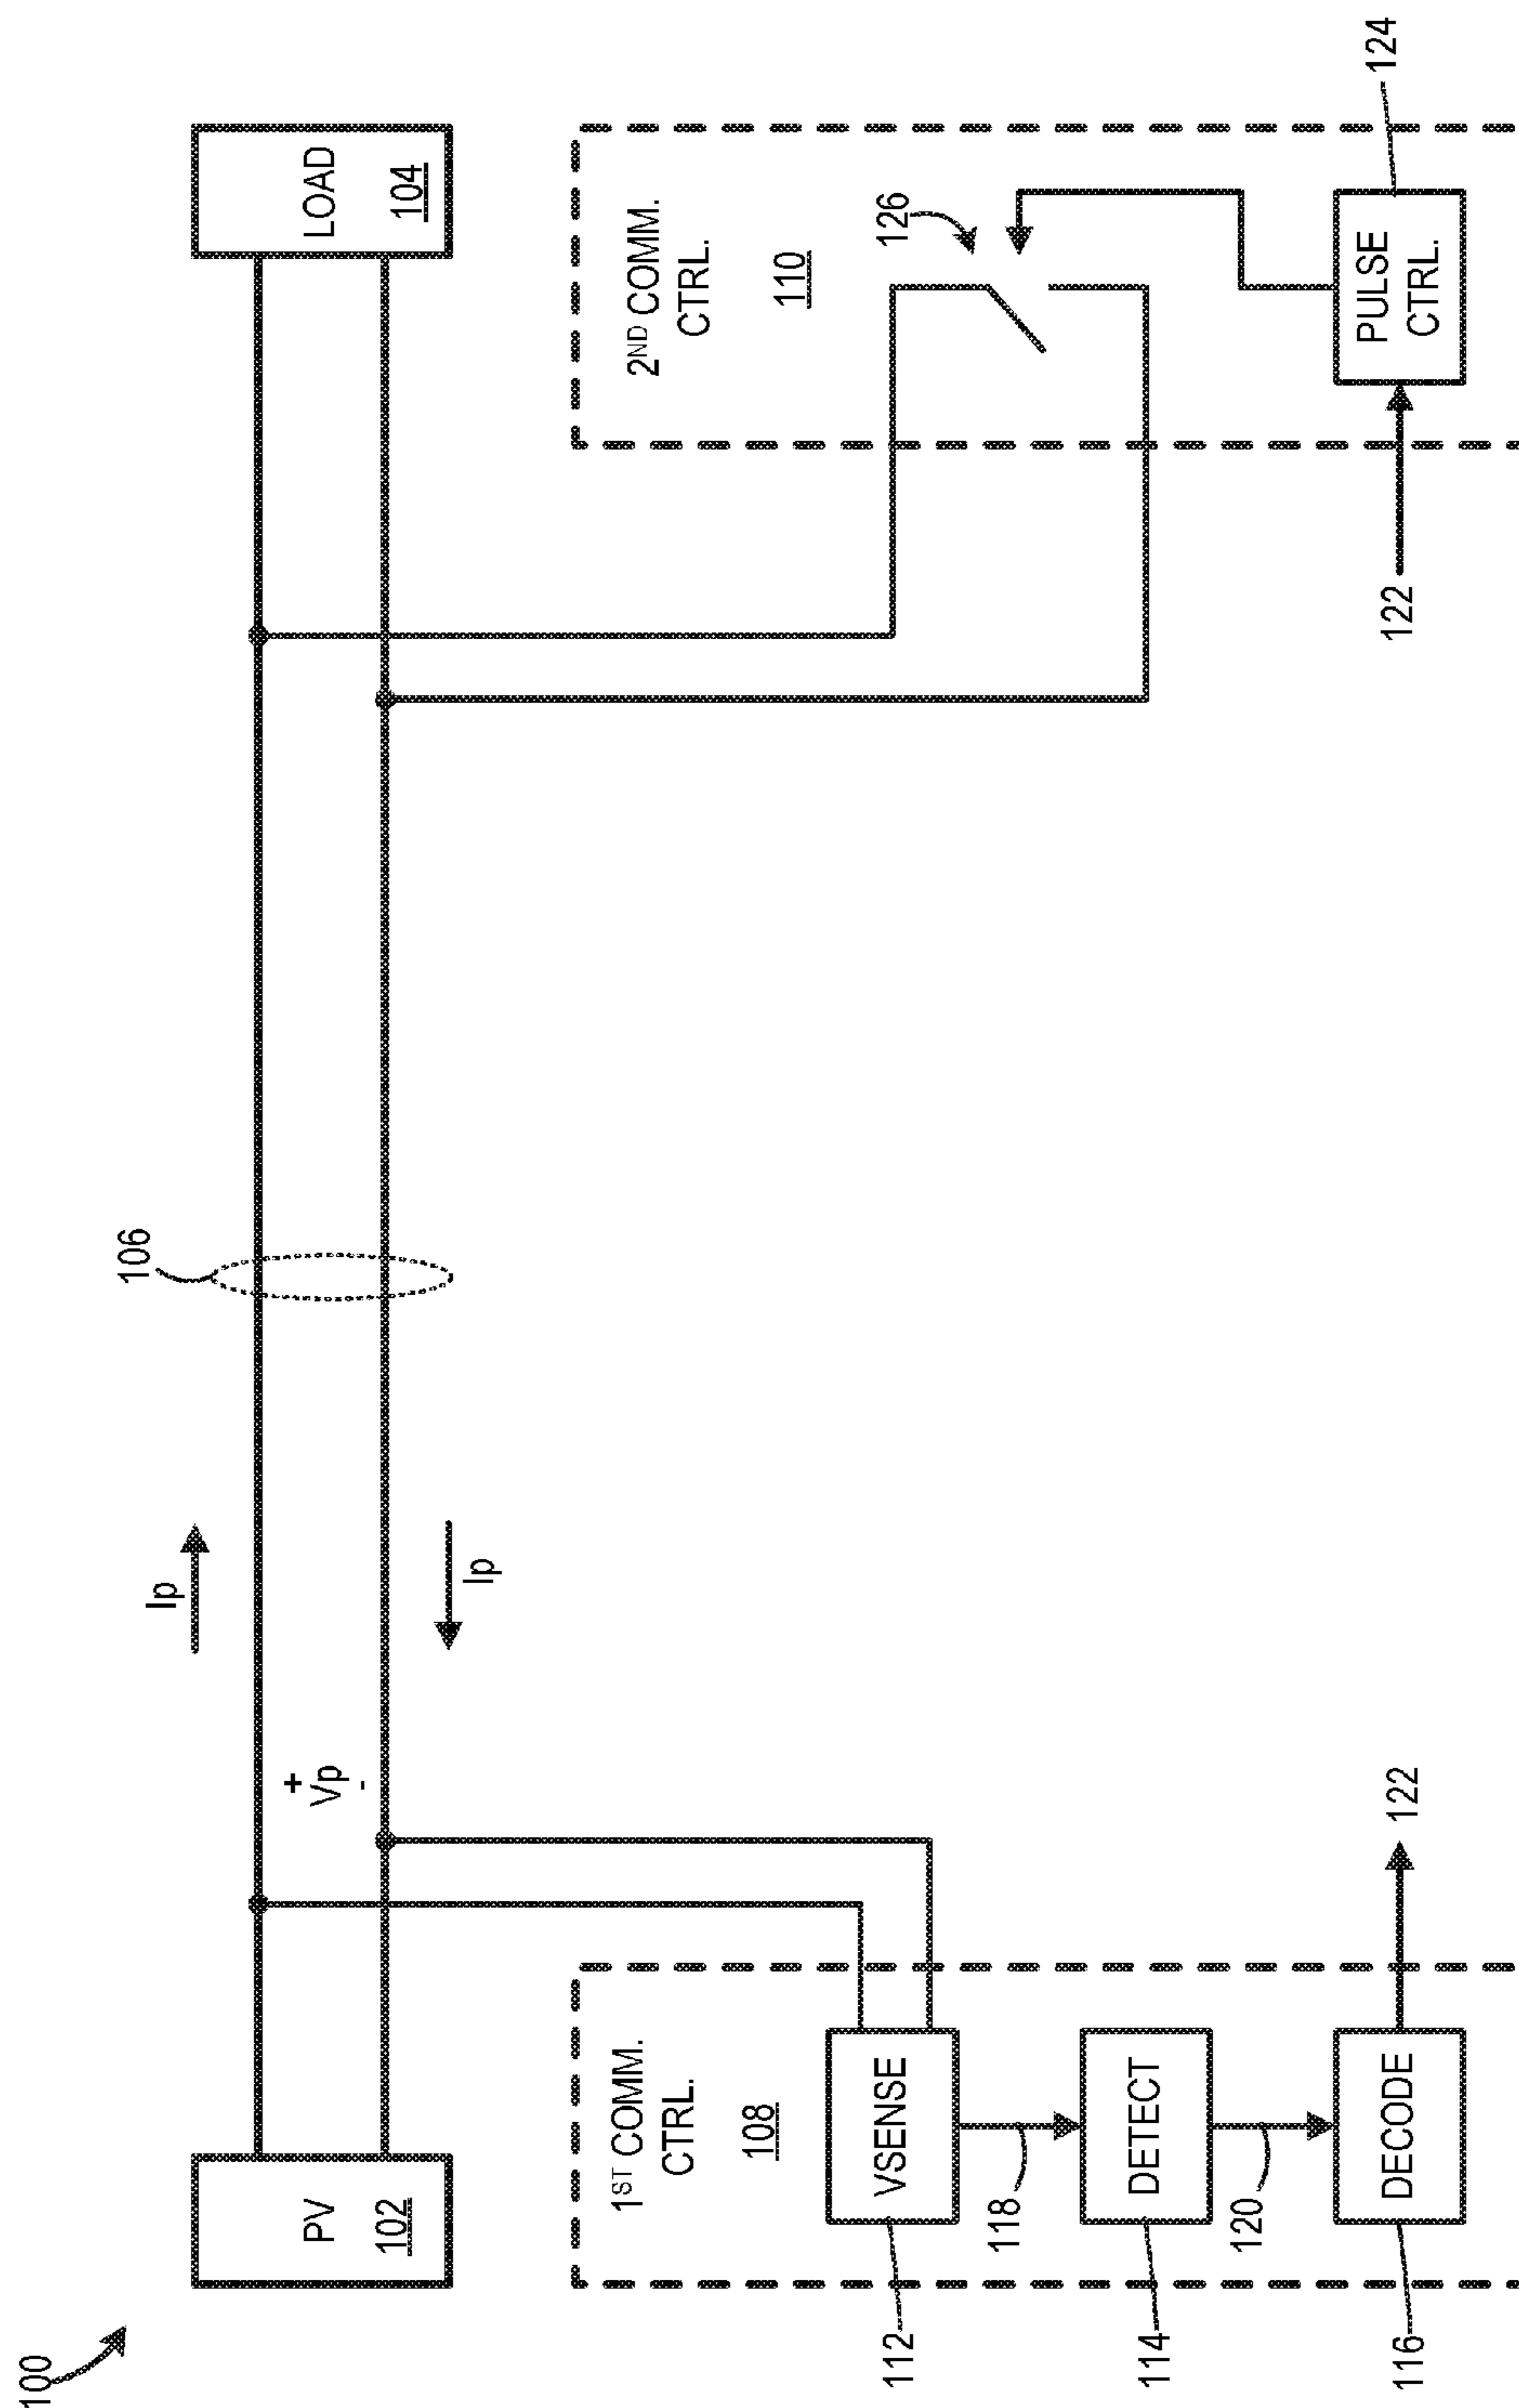 100
PV
102
LOAD
104
106
Ip
Ip
+
Vp
-
1ST COMM.
CTRL.
108
VSENSE
112
118
DETECT
114
120
DECODE
116
122
2ND COMM.
CTRL.
110
126
PULSE
CTRL.
124
122